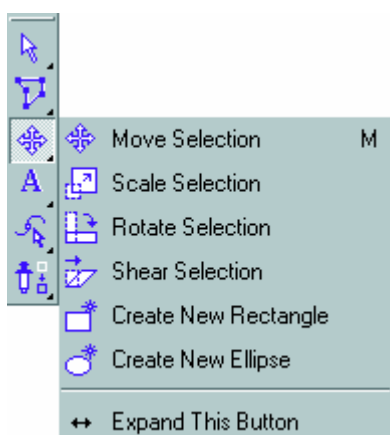 Move Selection M
Scale Selection
A
Rotate Selection
Shear Selection
Create New Rectangle
Create New Ellipse
Expand This Button